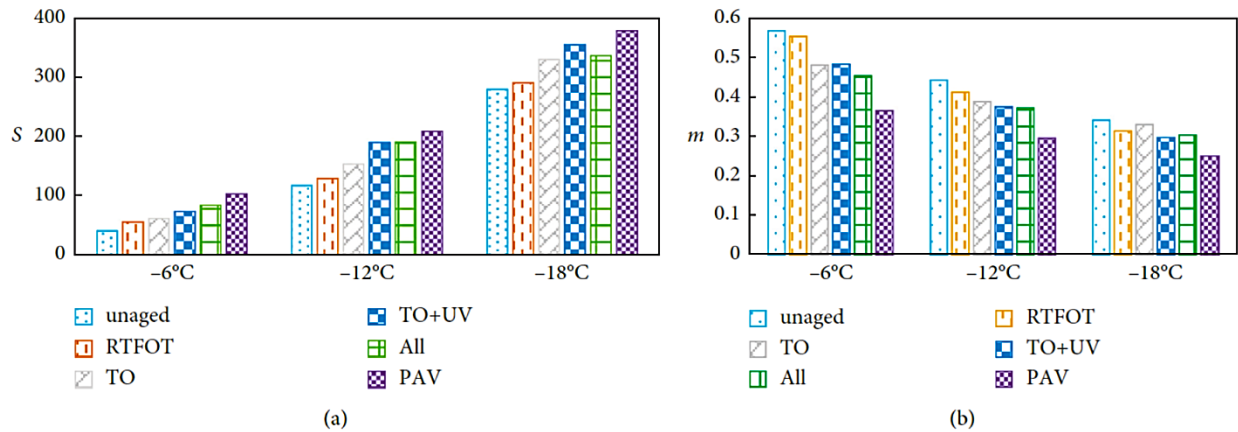 400
300
200
100
0
S
−6°C −12°C −18°C
unaged TO+UV
RTFOT All
TO PAV
(a)
0.6
0.5
0.4
0.3
0.2
0.1
0
m
−6°C −12°C −18°C
unaged RTFOT
TO TO+UV
All PAV
(b)